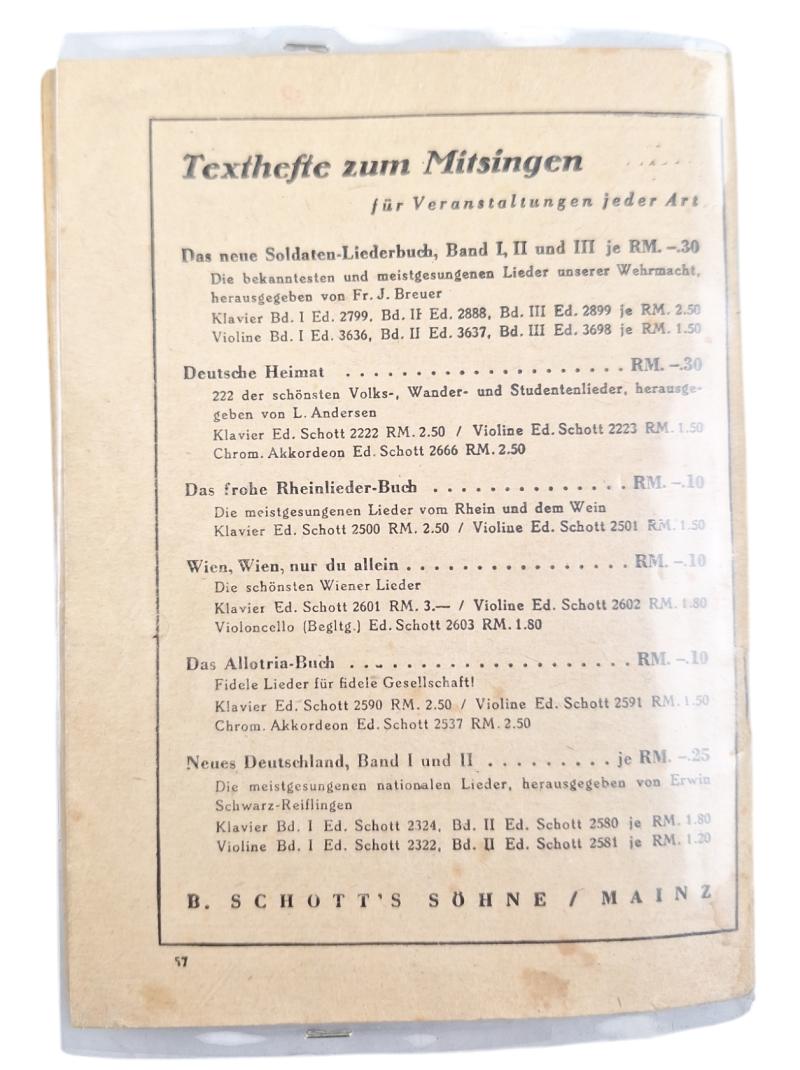 Texthefte zum Mitsingen
für Veranstaltungen jeder Art
Das neue Soldaten-Liederbuch, Band I, II und III je RM. –.30
Die bekanntesten und meistgesungenen Lieder unserer Wehrmacht,
herausgegeben von Fr. J. Breuer
Klavier Bd. I Ed. 2799, Bd. II Ed. 2888, Bd. III Ed. 2899 je RM. 2.50
Violine Bd. I Ed. 3636, Bd. II Ed. 3637, Bd. III Ed. 3698 je RM. 1.50
Deutsche Heimat . . . . . . . . . . . . . . . . . . . . RM. –.30
222 der schönsten Volks-, Wander- und Studentenlieder, herausge-
geben von L. Andersen
Klavier Ed. Schott 2222 RM. 2.50 / Violine Ed. Schott 2223 RM. 1.50
Chrom. Akkordeon Ed. Schott 2666 RM. 2.50
Das frohe Rheinlieder-Buch . . . . . . . . . . . . . . RM. –.10
Die meistgesungenen Lieder vom Rhein und dem Wein
Klavier Ed. Schott 2500 RM. 2.50 / Violine Ed. Schott 2501 RM. 1.50
Wien, Wien, nur du allein . . . . . . . . . . . . . . . . RM. –.10
Die schönsten Wiener Lieder
Klavier Ed. Schott 2601 RM. 3.— / Violine Ed. Schott 2602 RM. 1.80
Violoncello (Begltg.) Ed. Schott 2603 RM. 1.80
Das Allotria-Buch . . . . . . . . . . . . . . . . . . . . RM. –.10
Fidele Lieder für fidele Gesellschaft!
Klavier Ed. Schott 2590 RM. 2.50 / Violine Ed. Schott 2591 RM. 1.50
Chrom. Akkordeon Ed. Schott 2537 RM. 2.50
Neues Deutschland, Band I und II . . . . . . . . . je RM. –.25
Die meistgesungenen nationalen Lieder, herausgegeben von Erwin
Schwarz-Reiflingen
Klavier Bd. I Ed. Schott 2324, Bd. II Ed. Schott 2580 je RM. 1.80
Violine Bd. I Ed. Schott 2322, Bd. II Ed. Schott 2581 je RM. 1.20
B. SCHOTT'S SÖHNE / MAINZ
57